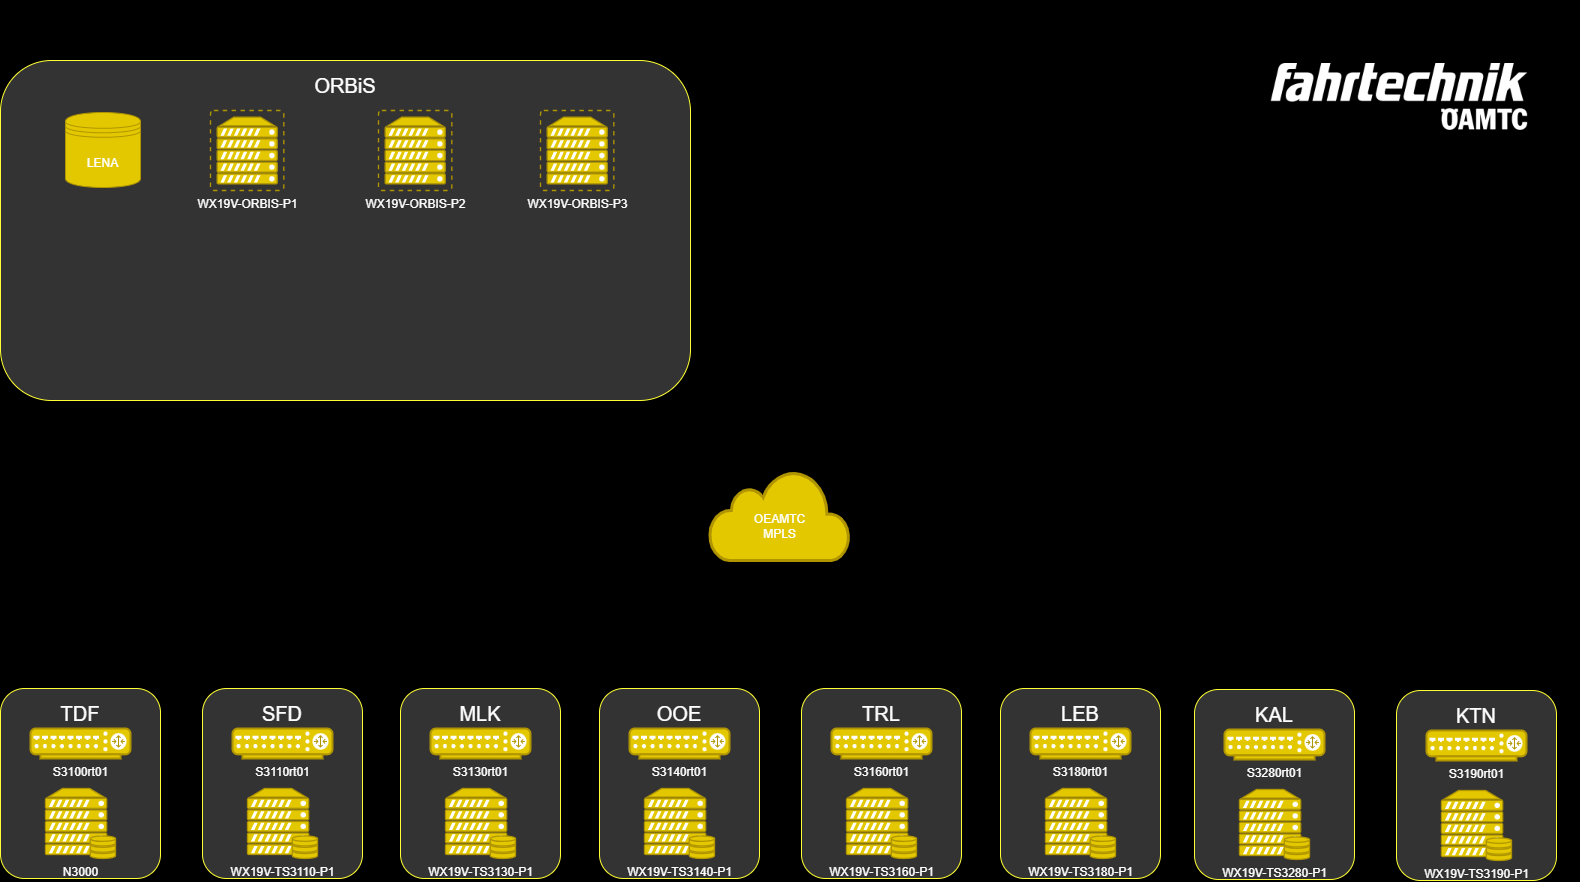 ORBiS
fahrtechnik
ÖAMTC
LENA
WX19V-ORBIS-P1
WX19V-ORBIS-P2
WX19V-ORBIS-P3
OEAMTC
MPLS
TDF
S3100rt01
N3000
SFD
S3110rt01
WX19V-TS3110-P1
MLK
S3130rt01
WX19V-TS3130-P1
OOE
S3140rt01
WX19V-TS3140-P1
TRL
S3160rt01
WX19V-TS3160-P1
LEB
S3180rt01
WX19V-TS3180-P1
KAL
S3280rt01
WX19V-TS3280-P1
KTN
S3190rt01
WX19V-TS3190-P1